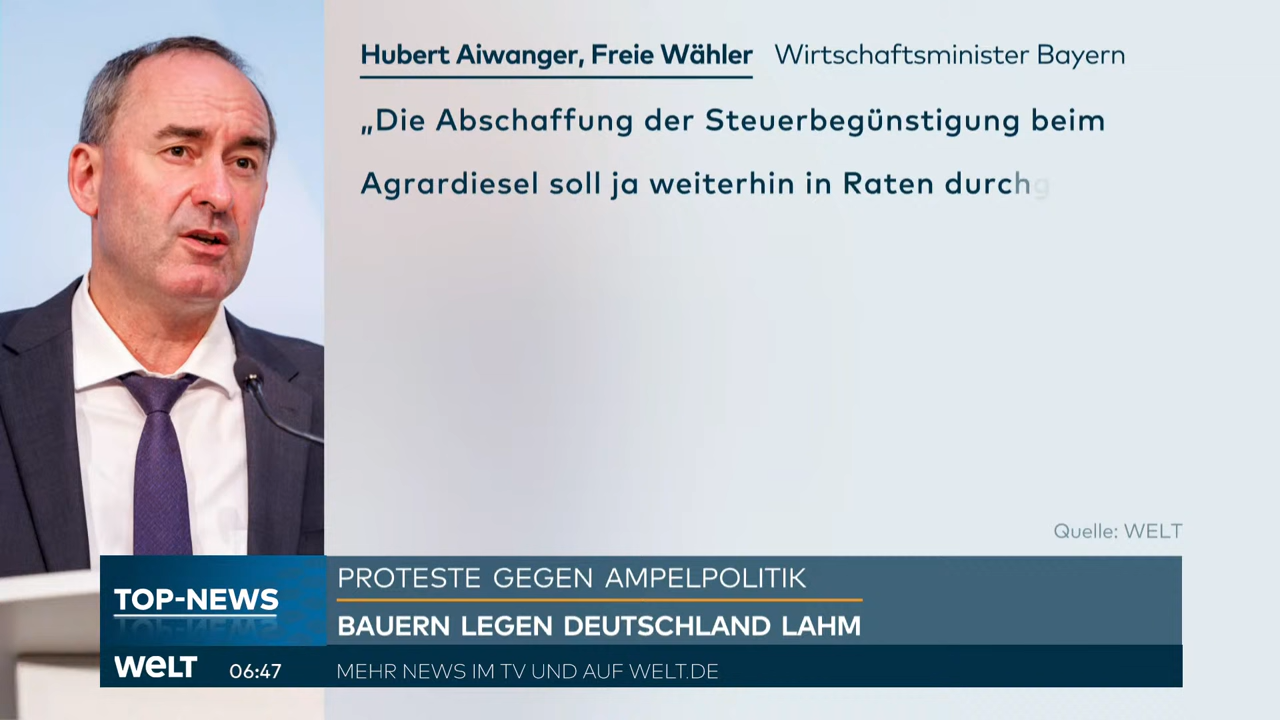 Hubert Aiwanger, Freie Wähler Wirtschaftsminister Bayern
„Die Abschaffung der Steuerbegünstigung beim
Agrardiesel soll ja weiterhin in Raten durchg
Quelle: WELT
TOP-NEWS
PROTESTE GEGEN AMPELPOLITIK
BAUERN LEGEN DEUTSCHLAND LAHM
WELT 06:47 MEHR NEWS IM TV UND AUF WELT.DE